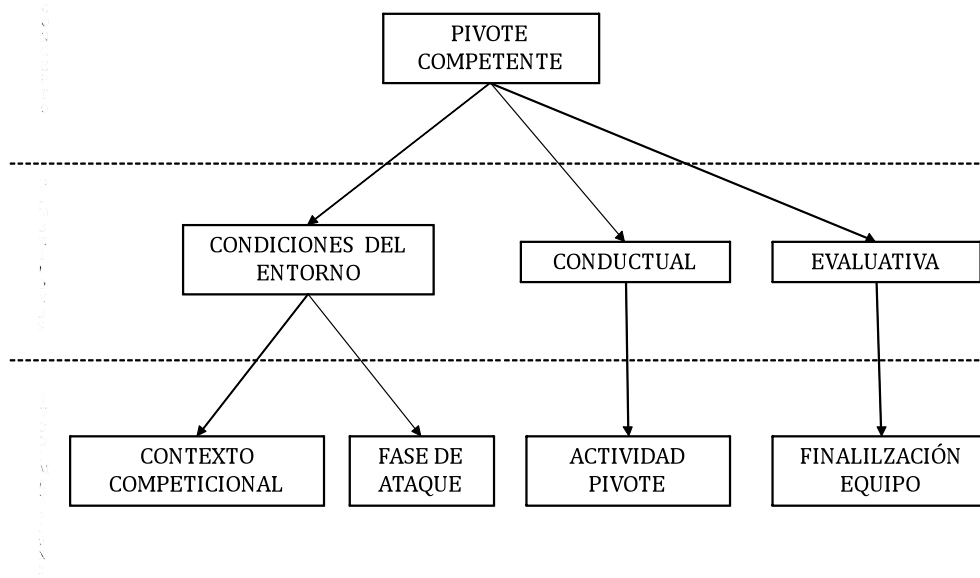 PIVOTE
COMPETENTE
CONDICIONES DEL
ENTORNO
CONDUCTUAL
EVALUATIVA
CONTEXTO
COMPETICIONAL
FASE DE
ATAQUE
ACTIVIDAD
PIVOTE
FINALILZACIÓN
EQUIPO